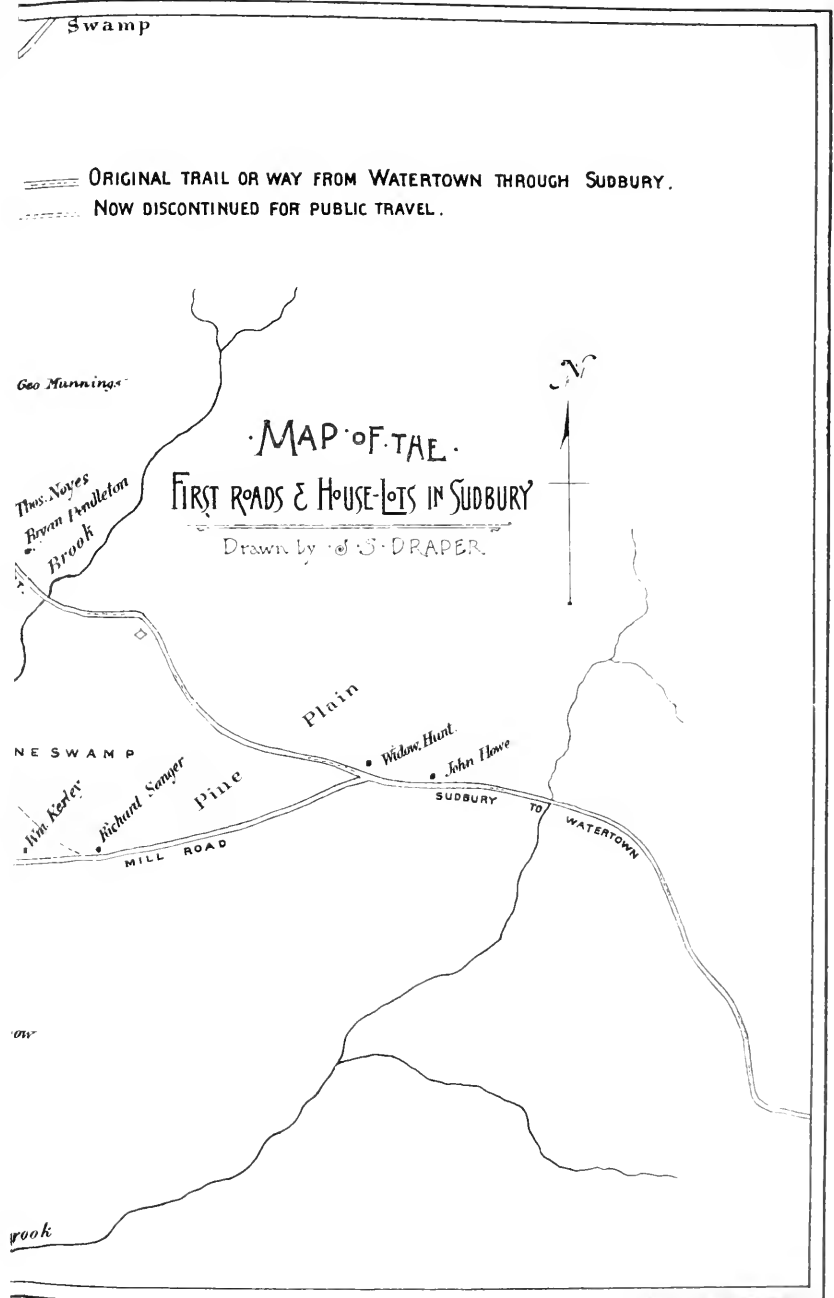 Swamp
ORIGINAL TRAIL OR WAY FROM WATERTOWN THROUGH SUDBURY.
NOW DISCONTINUED FOR PUBLIC TRAVEL.
Geo Munnings
N
·MAP·OF·THE·
FIRST ROADS & HOUSE-LOTS IN SUDBURY
Drawn by ·J·S·DRAPER.
Thos. Noyes
Bryan Pendleton
Brook
T.
Plain
Widow. Hunt.
John Howe
NE SWAMP
Pine
Richard Sanger
Wm Kerley
SUDBURY TO WATERTOWN
MILL ROAD
ow
rook